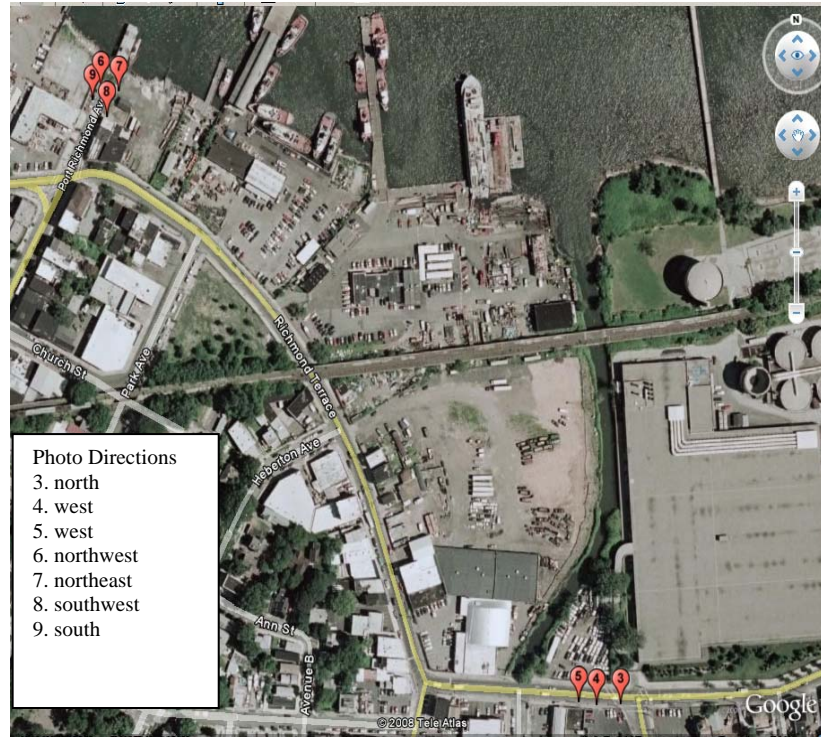 N
6
7
9
8
Port Richmond Av
Richmond Terrace
Church St
Park Ave
Heberton Ave
Photo Directions
3. north
4. west
5. west
6. northwest
7. northeast
8. southwest
9. south
Ann St
Avenue B
5
4
3
Google
© 2008 Tele Atlas